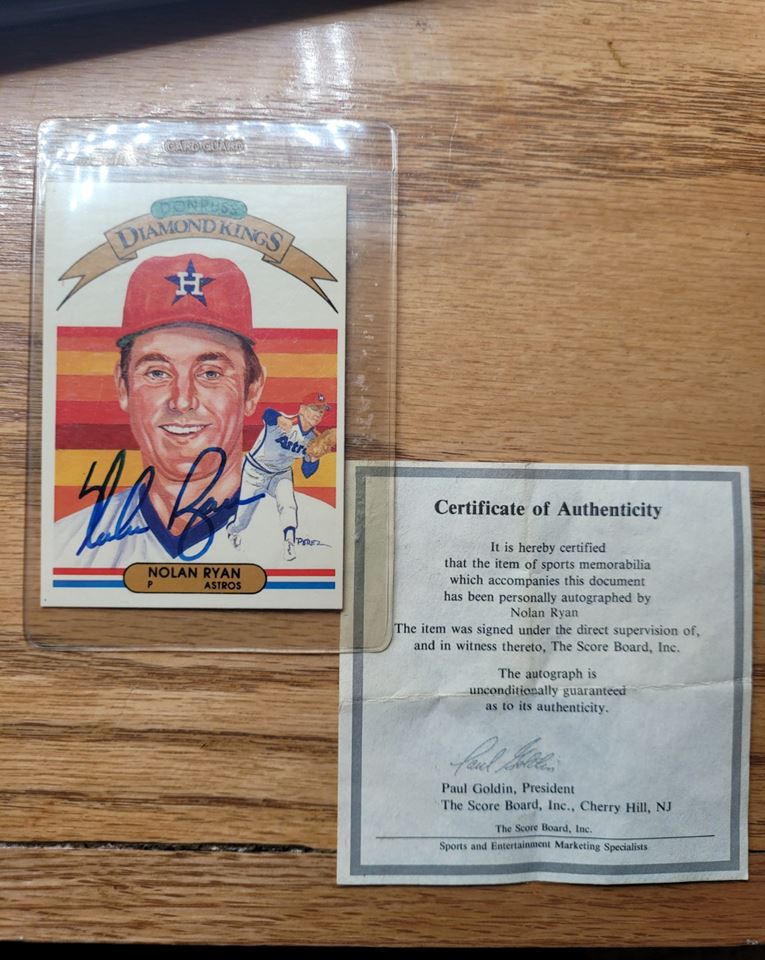 CARD GUARD
DONRUSS
DIAMOND KINGS
H
H
Astro
Nolan Ryan
PEREZ
NOLAN RYAN
P ASTROS
Certificate of Authenticity
It is hereby certified
that the item of sports memorabilia
which accompanies this document
has been personally autographed by
Nolan Ryan
The item was signed under the direct supervision of,
and in witness thereto, The Score Board, Inc.
The autograph is
unconditionally guaranteed
as to its authenticity.
Paul Goldin
Paul Goldin, President
The Score Board, Inc., Cherry Hill, NJ
The Score Board, Inc.
Sports and Entertainment Marketing Specialists